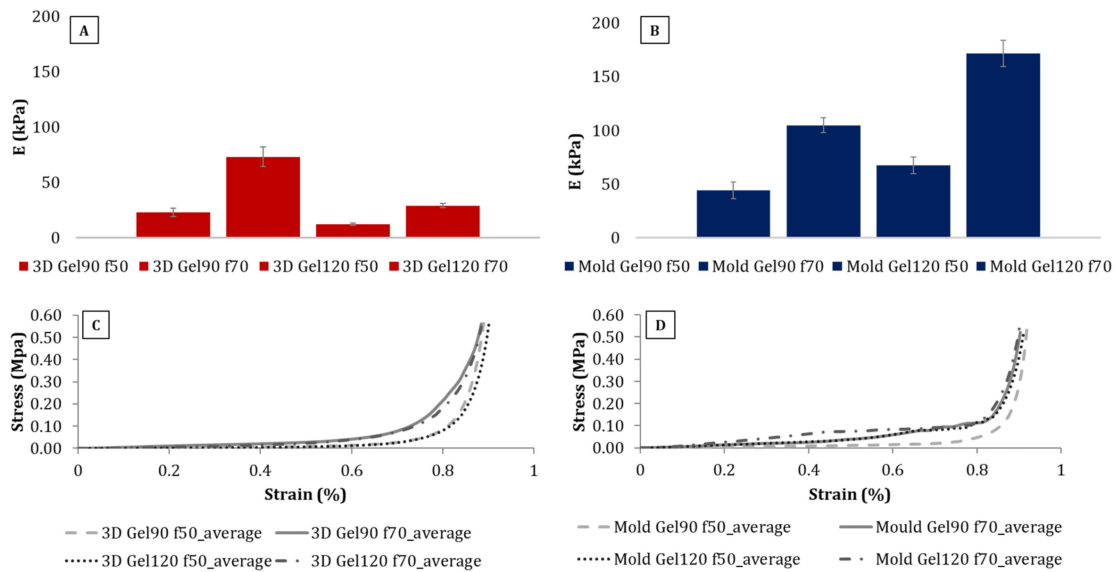 A
200
150
100
50
0
E (kPa)
3D Gel90 f50 3D Gel90 f70 3D Gel120 f50 3D Gel120 f70
B
200
150
100
50
0
E (kPa)
Mold Gel90 f50 Mold Gel90 f70 Mold Gel120 f50 Mold Gel120 f70
C
0.60
0.50
0.40
0.30
0.20
0.10
0.00
Stress (Mpa)
0 0.2 0.4 0.6 0.8 1
Strain (%)
3D Gel90 f50_average 3D Gel90 f70_average
3D Gel120 f50_average 3D Gel120 f70_average
D
0.60
0.50
0.40
0.30
0.20
0.10
0.00
Stress (MPa)
0 0.2 0.4 0.6 0.8 1
Strain (%)
Mold Gel90 f50_average Mould Gel90 f70_average
Mold Gel120 f50_average Mold Gel120 f70_average